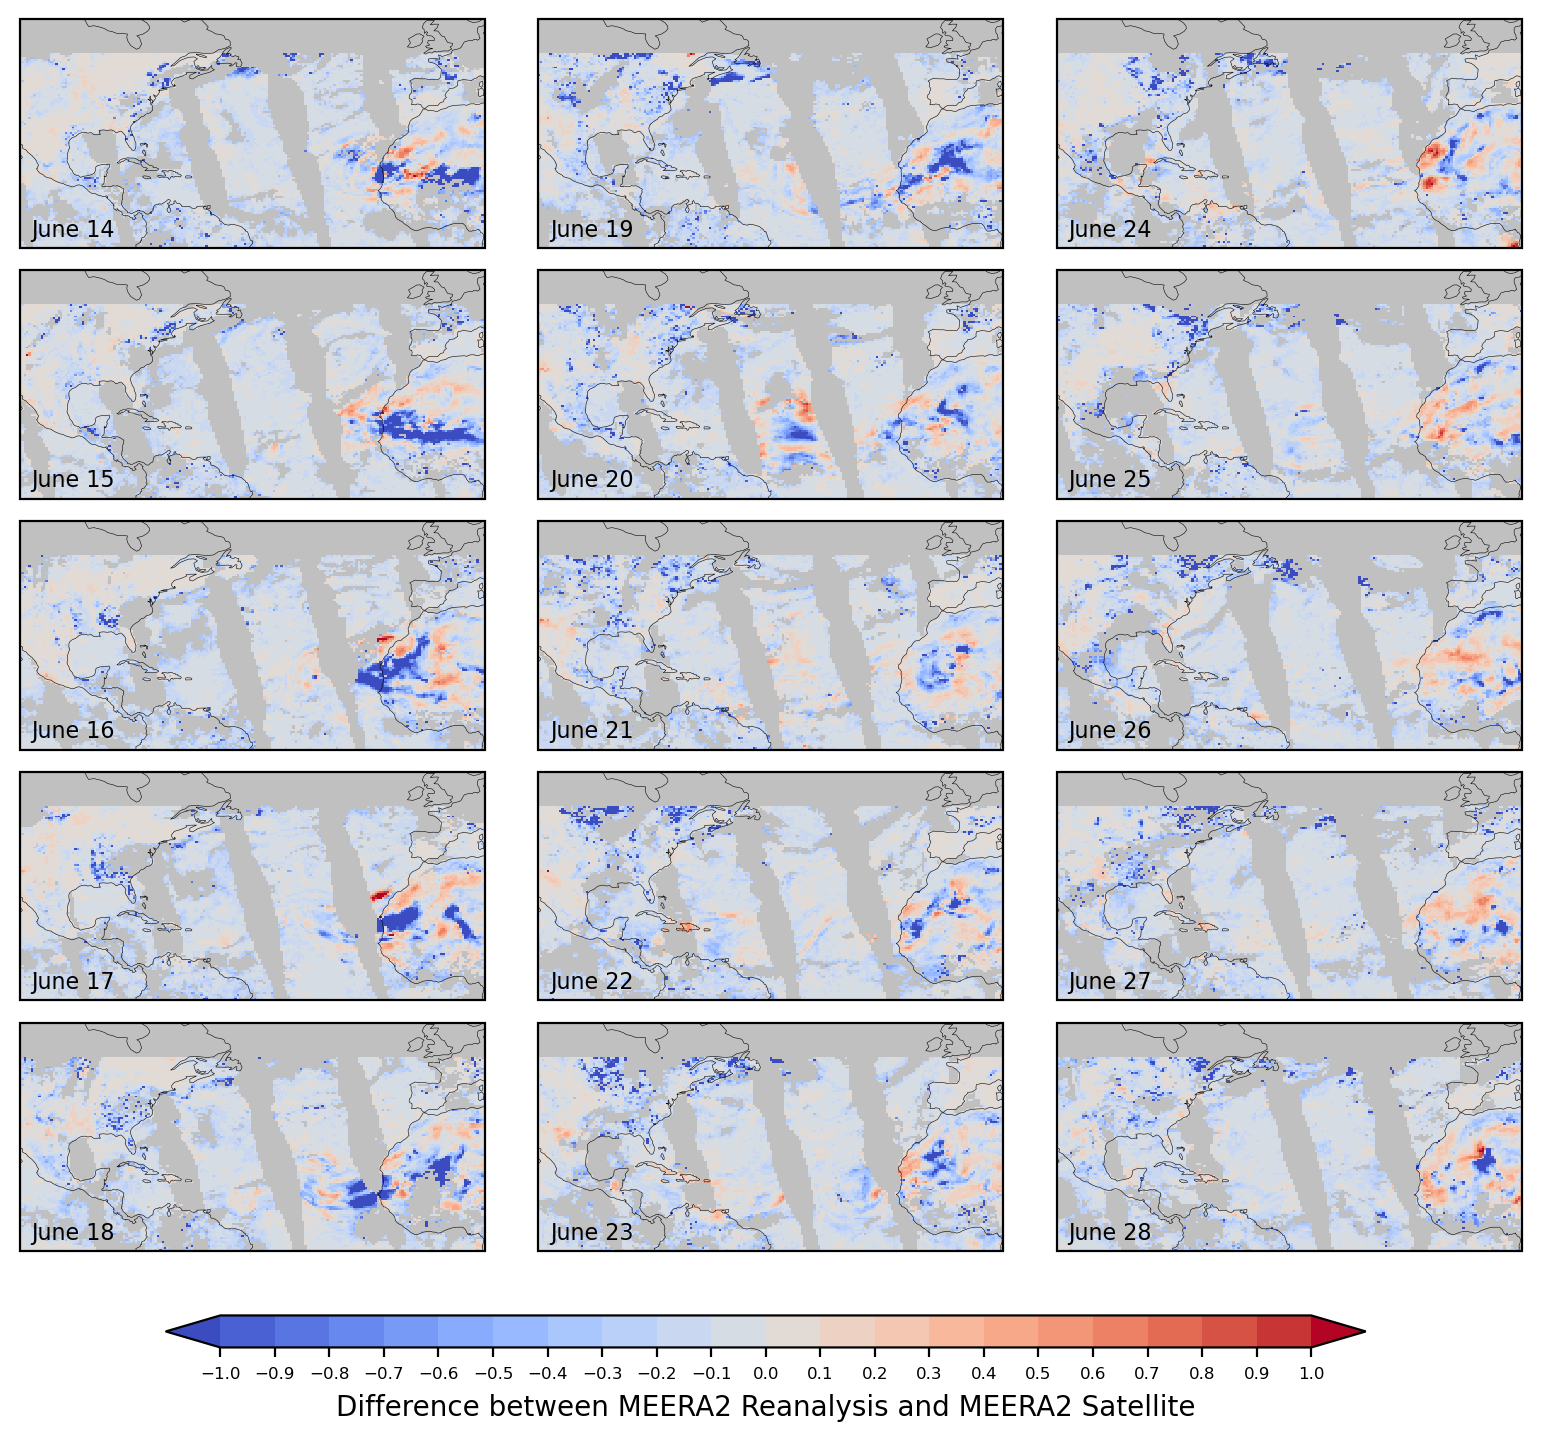 June 14
June 19
June 24
June 15
June 20
June 25
June 16
June 21
June 26
June 17
June 22
June 27
June 18
June 23
June 28
−1.0 −0.9 −0.8 −0.7 −0.6 −0.5 −0.4 −0.3 −0.2 −0.1 0.0 0.1 0.2 0.3 0.4 0.5 0.6 0.7 0.8 0.9 1.0
Difference between MEERA2 Reanalysis and MEERA2 Satellite